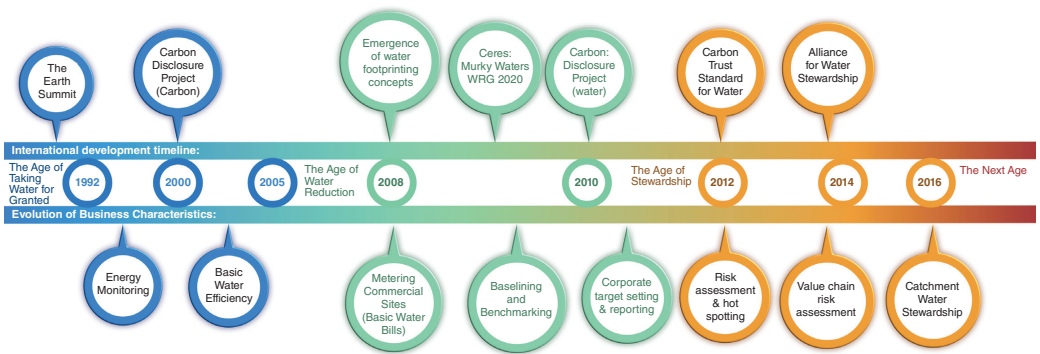 The
Earth
Summit
Carbon
Disclosure
Project
(Carbon)
Emergence
of water
footprinting
concepts
Ceres:
Murky Waters
WRG 2020
Carbon:
Disclosure
Project
(water)
Carbon
Trust
Standard
for Water
Alliance
for Water
Stewardship
International development timeline:
The Age of
Taking
Water for
Granted
1992
2000
2005
The Age of
Water
Reduction
2008
2010
The Age of
Stewardship
2012
2014
2016
The Next Age
Evolution of Business Characteristics:
Energy
Monitoring
Basic
Water
Efficiency
Metering
Commercial
Sites
(Basic Water
Bills)
Baselining
and
Benchmarking
Corporate
target setting
& reporting
Risk
assessment
& hot
spotting
Value chain
risk
assessment
Catchment
Water
Stewardship